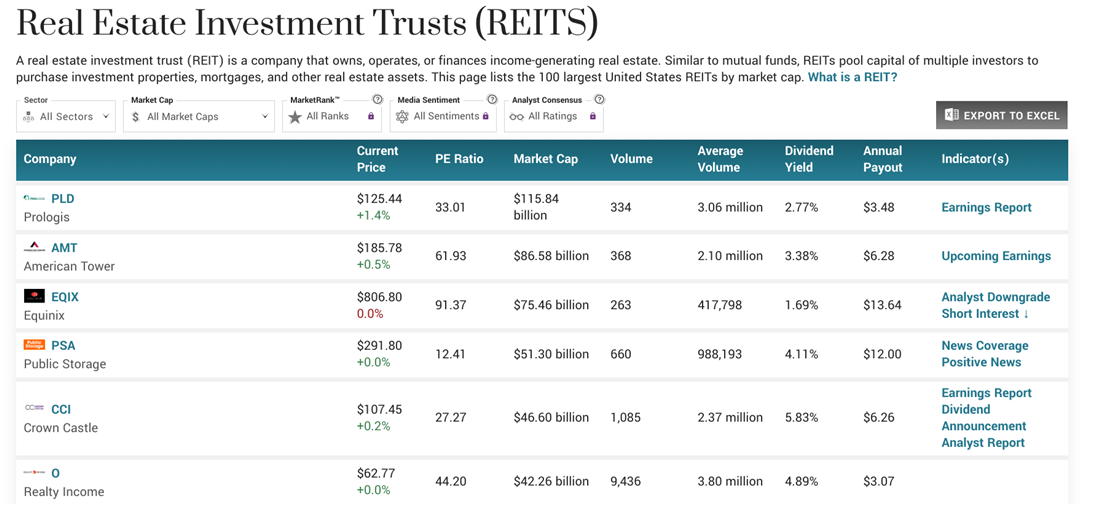 Real Estate Investment Trusts (REITS)
A real estate investment trust (REIT) is a company that owns, operates, or finances income-generating real estate. Similar to mutual funds, REITs pool capital of multiple investors to
purchase investment properties, mortgages, and other real estate assets. This page lists the 100 largest United States REITs by market cap. What is a REIT?
Sector Market Cap MarketRank™ Media Sentiment Analyst Consensus
All Sectors $ All Market Caps All Ranks All Sentiments All Ratings EXPORT TO EXCEL
Company Current Price PE Ratio Market Cap Volume Average Volume Dividend Yield Annual Payout Indicator(s)
PLD
Prologis
$125.44
+1.4%
33.01
$115.84
billion
334
3.06 million
2.77%
$3.48
Earnings Report
AMT
American Tower
$185.78
+0.5%
61.93
$86.58 billion
368
2.10 million
3.38%
$6.28
Upcoming Earnings
EQIX
Equinix
$806.80
0.0%
91.37
$75.46 billion
263
417,798
1.69%
$13.64
Analyst Downgrade
Short Interest ↓
Public Storage
PSA
Public Storage
$291.80
+0.0%
12.41
$51.30 billion
660
988,193
4.11%
$12.00
News Coverage
Positive News
CCI
Crown Castle
$107.45
+0.2%
27.27
$46.60 billion
1,085
2.37 million
5.83%
$6.26
Earnings Report
Dividend
Announcement
Analyst Report
O
Realty Income
$62.77
+0.0%
44.20
$42.26 billion
9,436
3.80 million
4.89%
$3.07